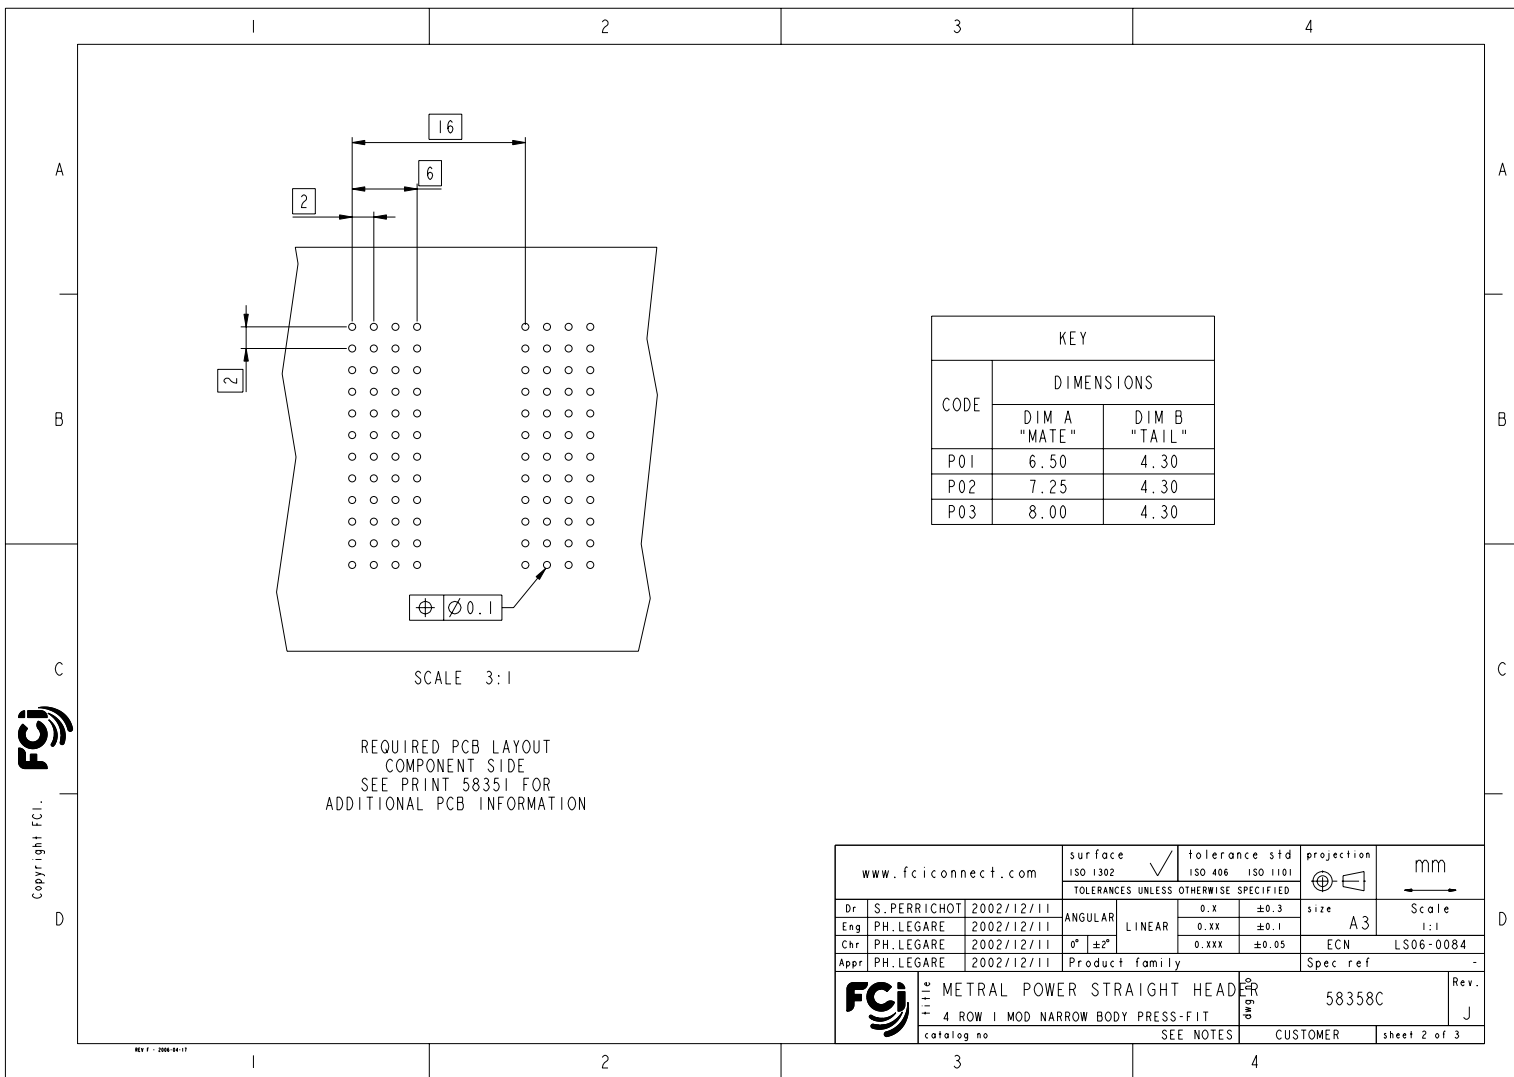 1 2 3 4
A A
B B
C C
D D
16
6
2
2
⌖ Ø0.1
SCALE 3:1
REQUIRED PCB LAYOUT
COMPONENT SIDE
SEE PRINT 58351 FOR
ADDITIONAL PCB INFORMATION
KEY
CODE DIMENSIONS
DIM A "MATE" DIM B "TAIL"
P01 6.50 4.30
P02 7.25 4.30
P03 8.00 4.30
FCi
Copyright FCI.
www.fciconnect.com
surface
ISO 1302
tolerance std
ISO 406 ISO 1101
projection
mm
TOLERANCES UNLESS OTHERWISE SPECIFIED
Dr S.PERRICHOT 2002/12/11
Eng PH.LEGARE 2002/12/11
Chr PH.LEGARE 2002/12/11
Appr PH.LEGARE 2002/12/11
ANGULAR
0° ±2°
LINEAR
0.X ±0.3
0.XX ±0.1
0.XXX ±0.05
size A3
Scale 1:1
ECN LS06-0084
Product family
Spec ref -
FCi
title METRAL POWER STRAIGHT HEADER
4 ROW 1 MOD NARROW BODY PRESS-FIT
dwg no 58358C
Rev. J
catalog no SEE NOTES
CUSTOMER
sheet 2 of 3
REV F - 2006-04-17
1 2 3 4